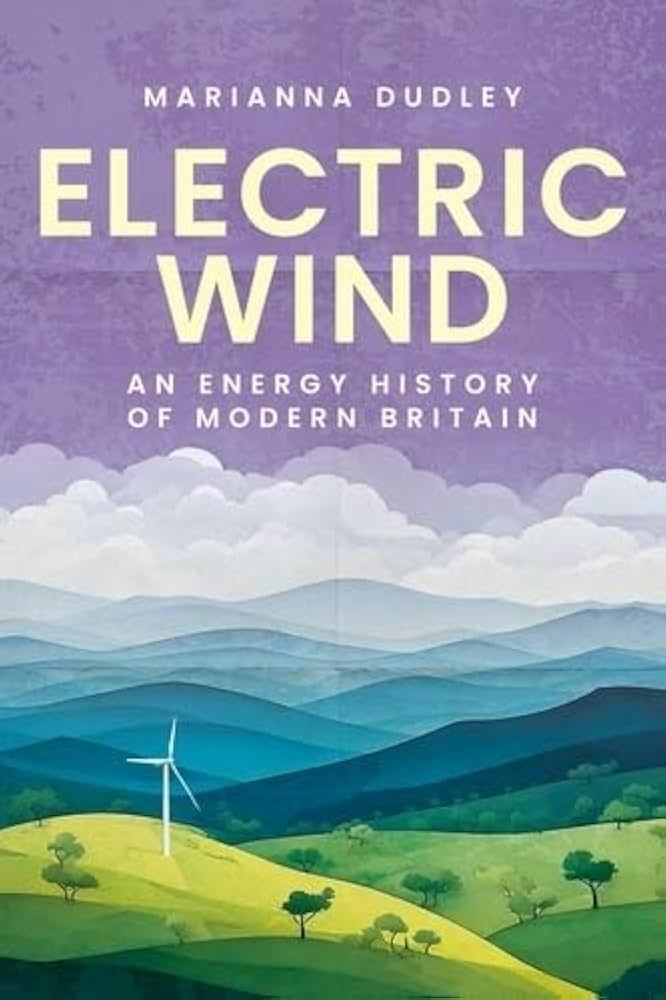 MARIANNA DUDLEY
ELECTRIC
WIND
AN ENERGY HISTORY
OF MODERN BRITAIN